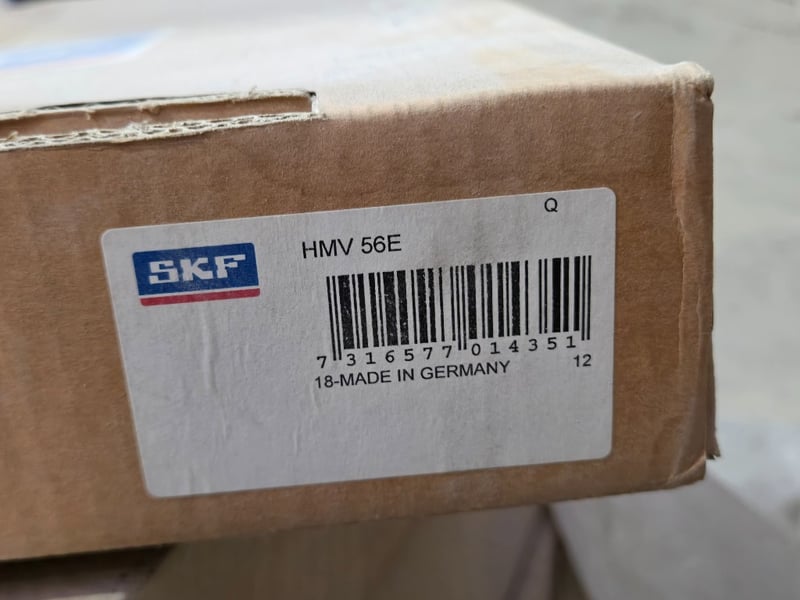 Q
SKF
HMV 56E
7 316577 014351
18-MADE IN GERMANY
12